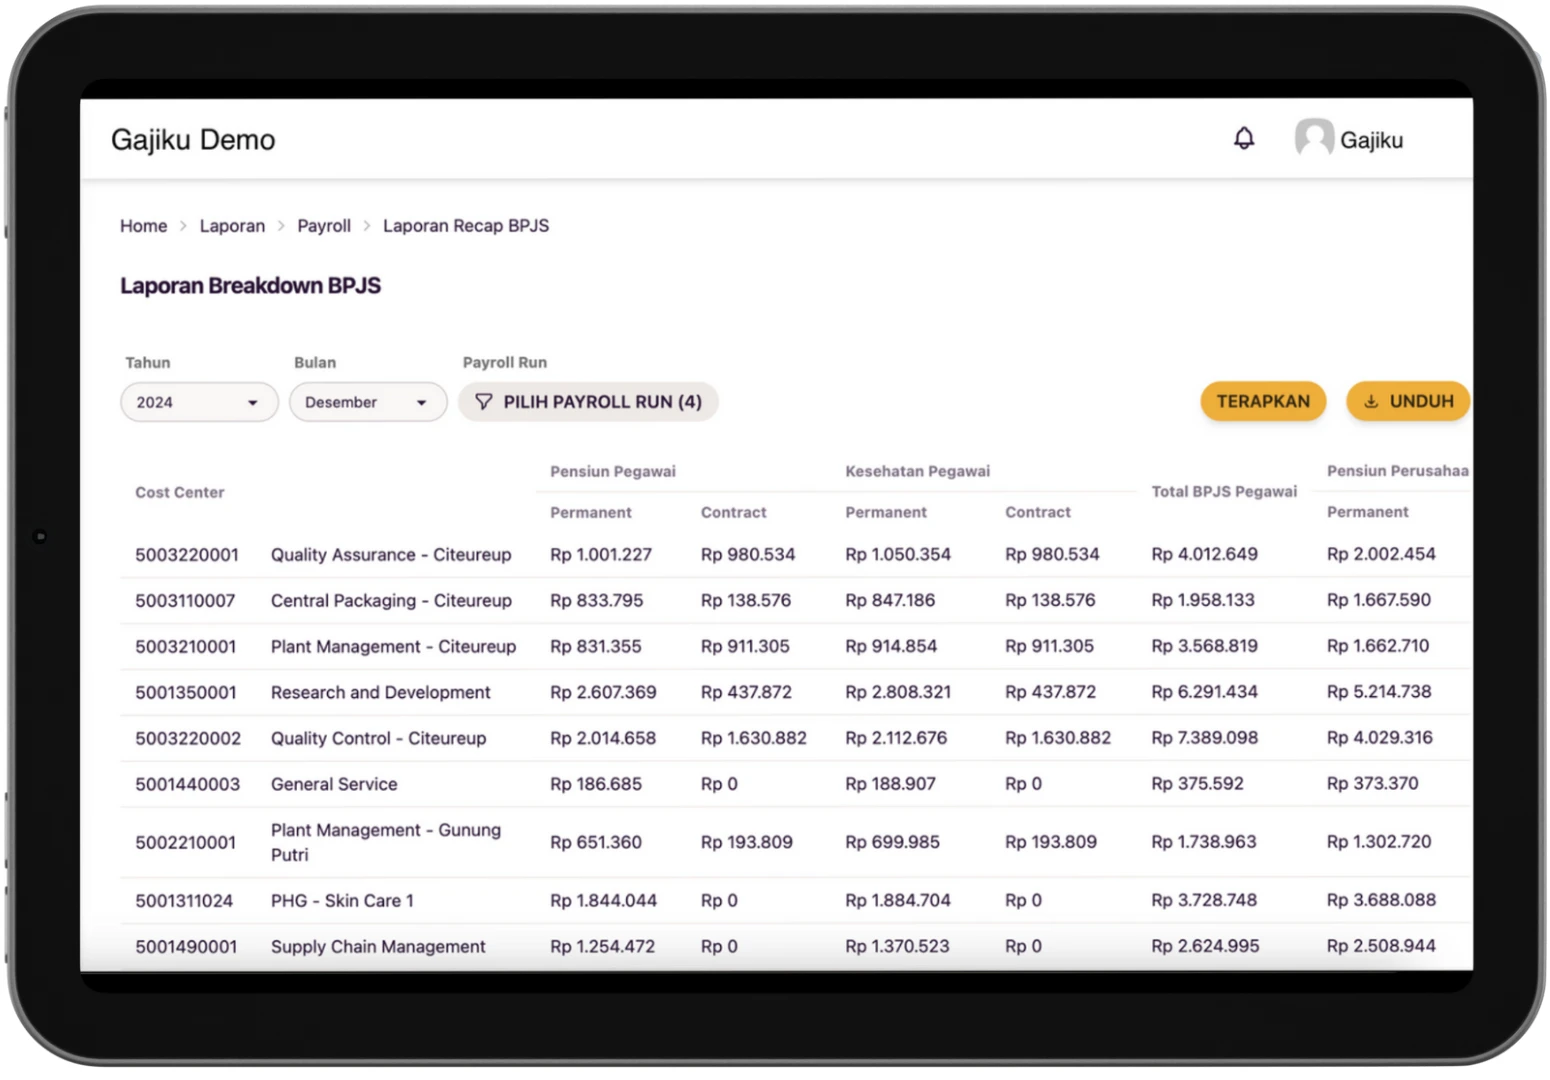 Gajiku Demo
Gajiku
Home > Laporan > Payroll > Laporan Recap BPJS
Laporan Breakdown BPJS
Tahun Bulan Payroll Run
2024 Desember PILIH PAYROLL RUN (4) TERAPKAN UNDUH
Cost Center Pensiun Pegawai Kesehatan Pegawai Total BPJS Pegawai Pensiun Perusahaa
Permanent Contract Permanent Contract Permanent
5003220001 Quality Assurance - Citeureup Rp 1.001.227 Rp 980.534 Rp 1.050.354 Rp 980.534 Rp 4.012.649 Rp 2.002.454
5003110007 Central Packaging - Citeureup Rp 833.795 Rp 138.576 Rp 847.186 Rp 138.576 Rp 1.958.133 Rp 1.667.590
5003210001 Plant Management - Citeureup Rp 831.355 Rp 911.305 Rp 914.854 Rp 911.305 Rp 3.568.819 Rp 1.662.710
5001350001 Research and Development Rp 2.607.369 Rp 437.872 Rp 2.808.321 Rp 437.872 Rp 6.291.434 Rp 5.214.738
5003220002 Quality Control - Citeureup Rp 2.014.658 Rp 1.630.882 Rp 2.112.676 Rp 1.630.882 Rp 7.389.098 Rp 4.029.316
5001440003 General Service Rp 186.685 Rp 0 Rp 188.907 Rp 0 Rp 375.592 Rp 373.370
5002210001 Plant Management - Gunung Putri Rp 651.360 Rp 193.809 Rp 699.985 Rp 193.809 Rp 1.738.963 Rp 1.302.720
5001311024 PHG - Skin Care 1 Rp 1.844.044 Rp 0 Rp 1.884.704 Rp 0 Rp 3.728.748 Rp 3.688.088
5001490001 Supply Chain Management Rp 1.254.472 Rp 0 Rp 1.370.523 Rp 0 Rp 2.624.995 Rp 2.508.944